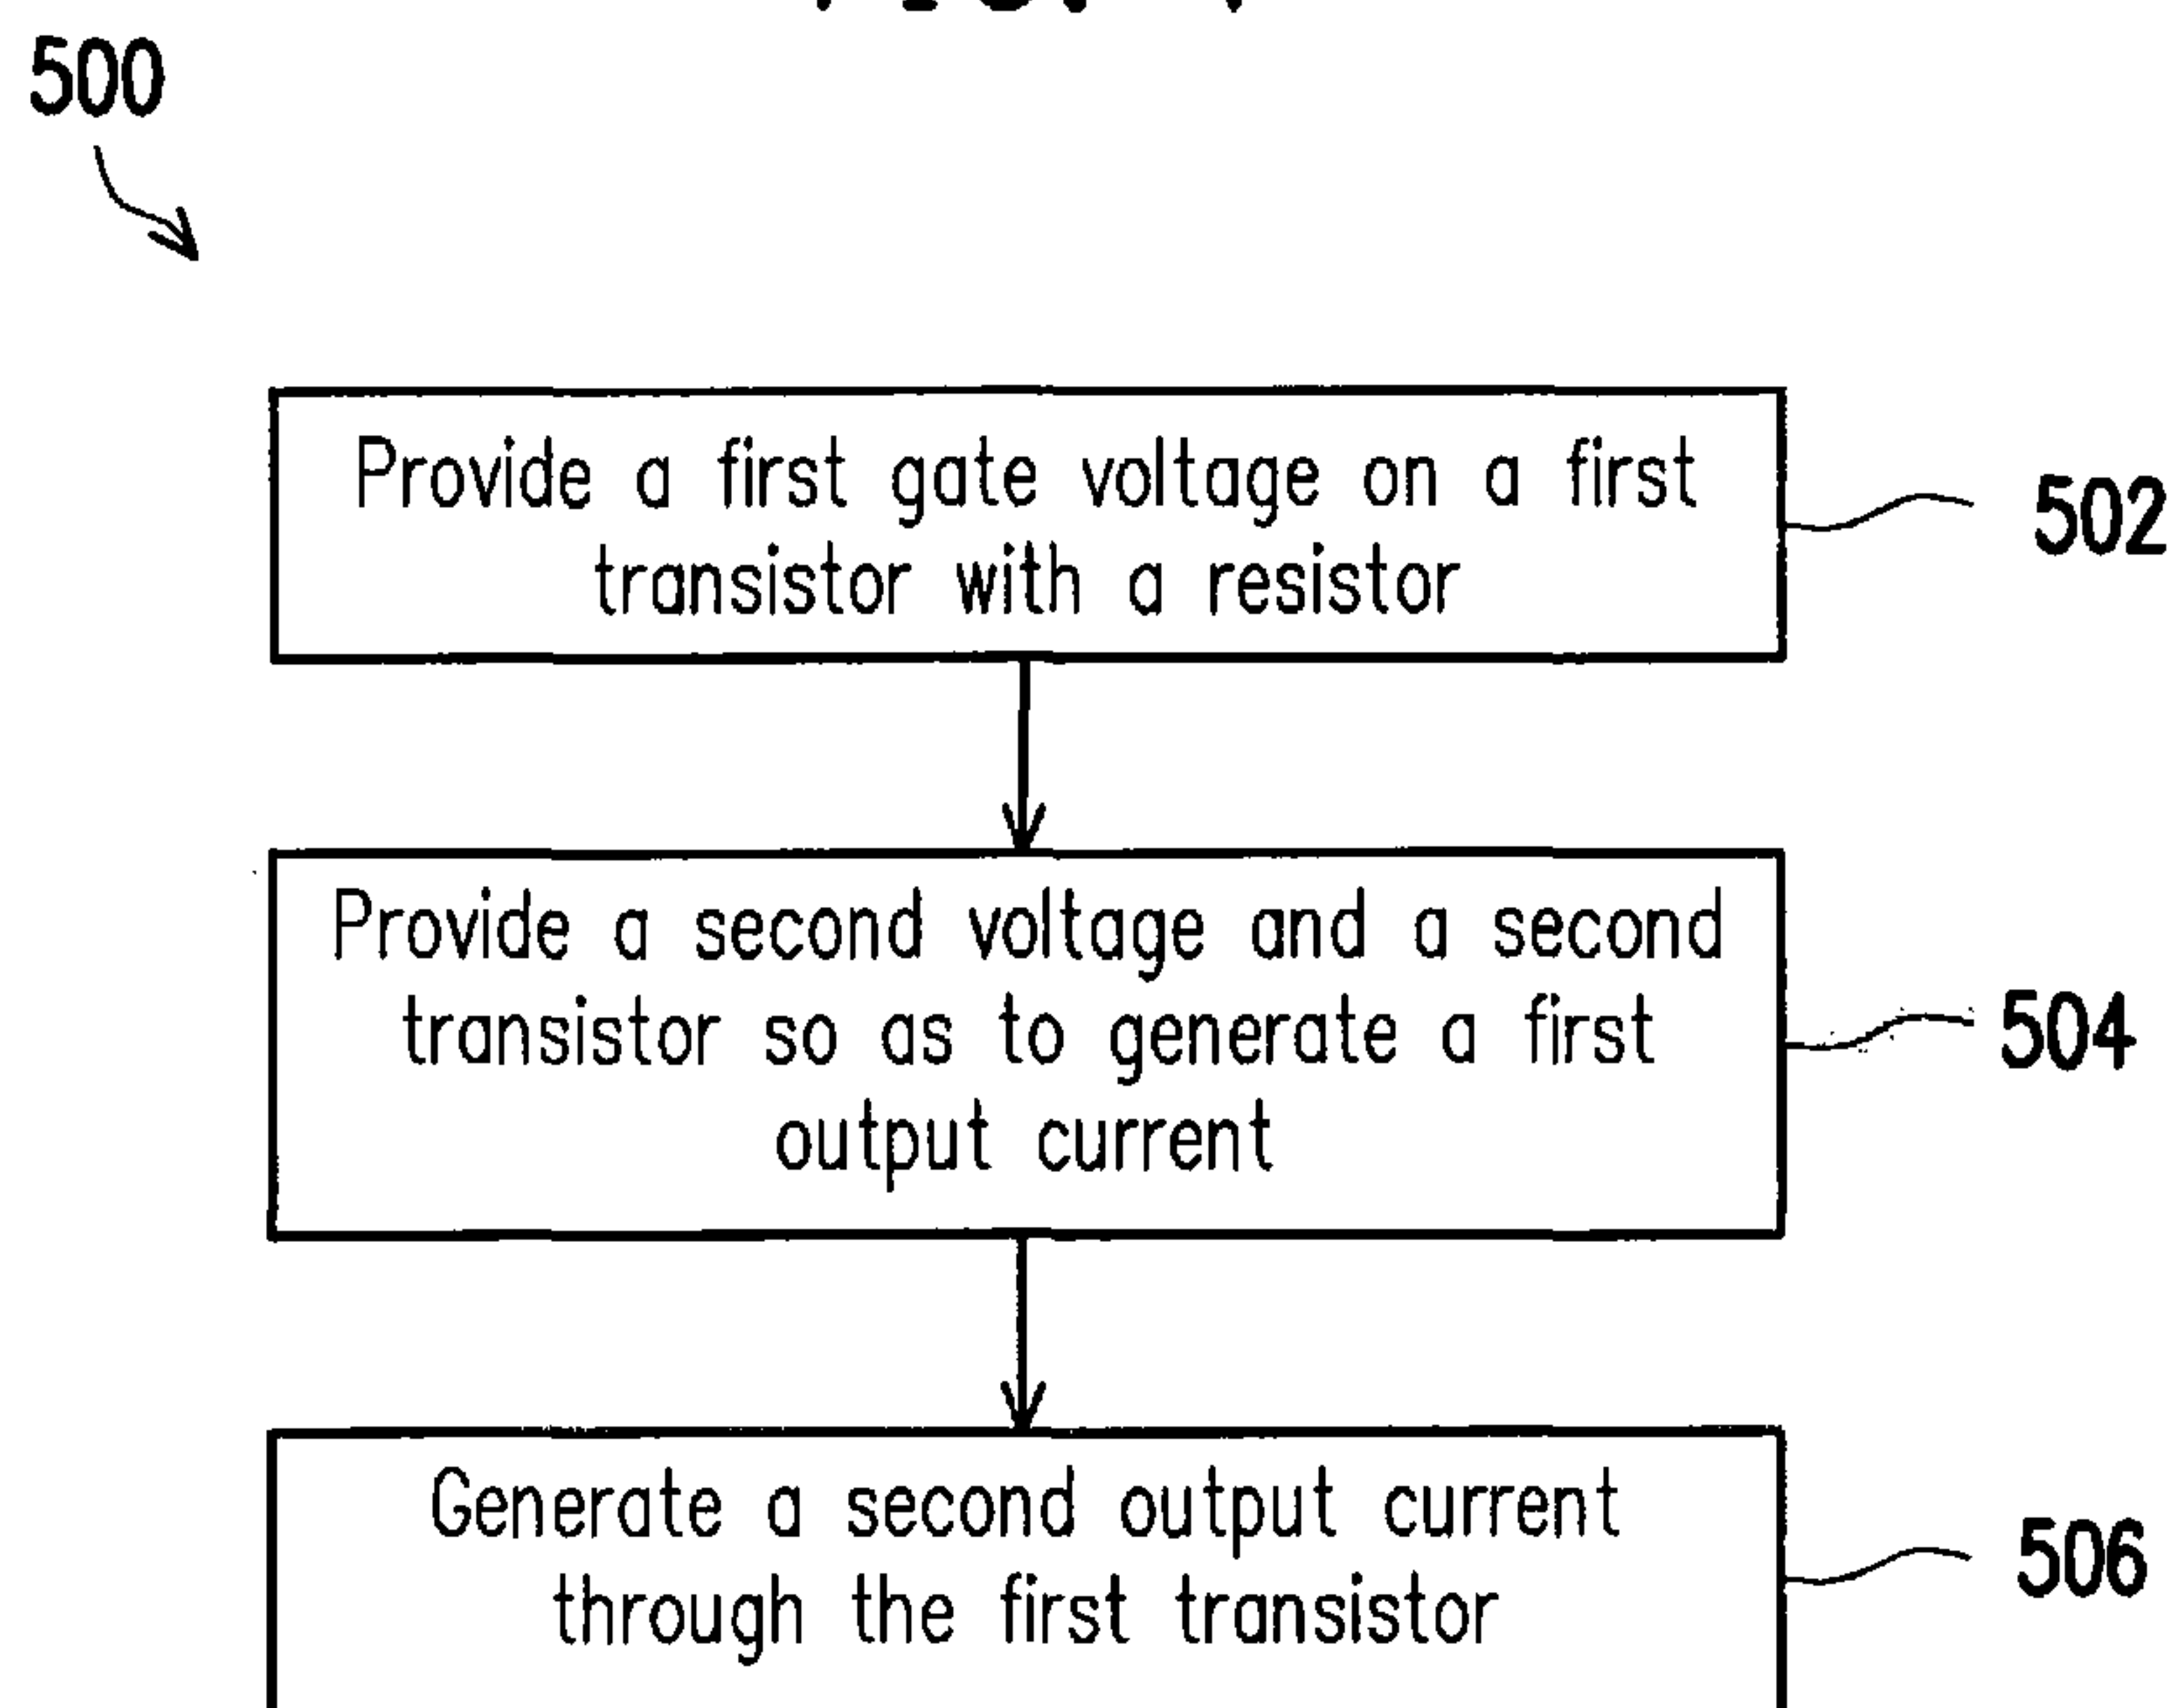 500
Provide a first gate voltage on a first
transistor with a resistor
502
Provide a second voltage and a second
transistor so as to generate a first
output current
504
Generate a second output current
through the first transistor
506